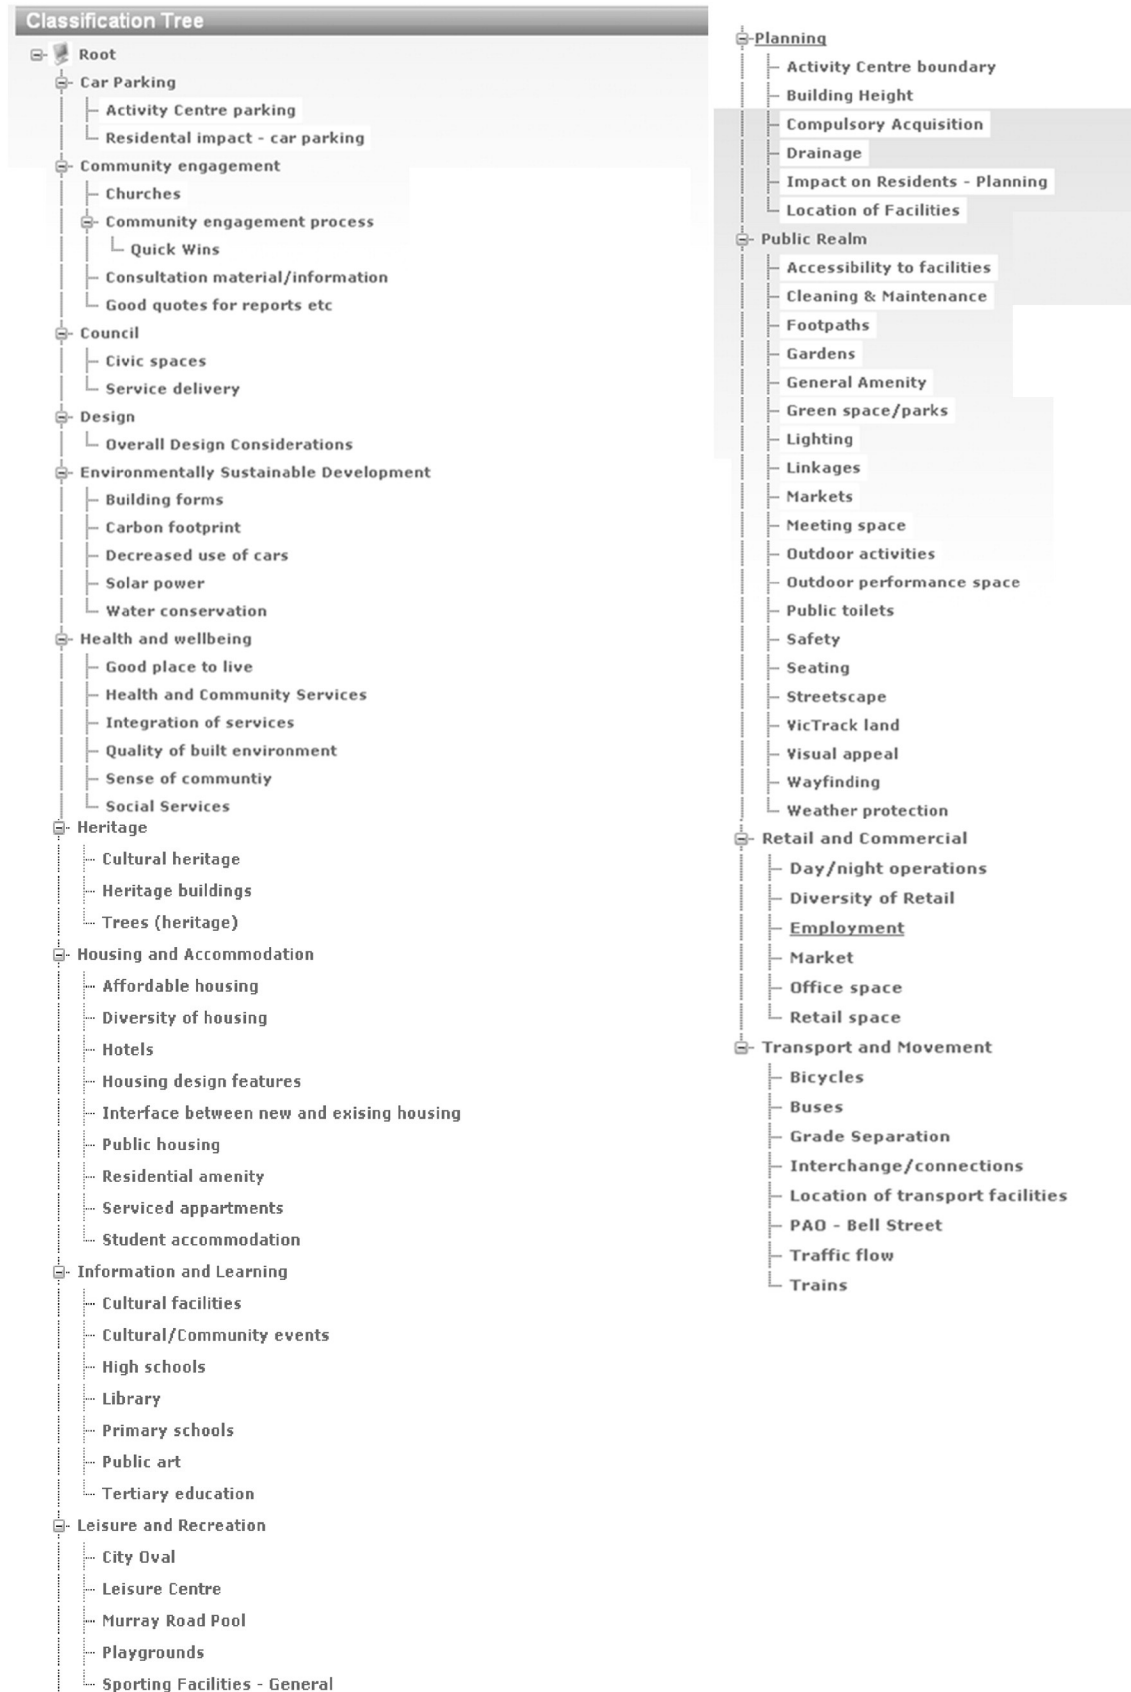 Classification Tree
Root
Car Parking
Activity Centre parking
Residental impact - car parking
Community engagement
Churches
Community engagement process
Quick Wins
Consultation material/information
Good quotes for reports etc
Council
Civic spaces
Service delivery
Design
Overall Design Considerations
Environmentally Sustainable Development
Building forms
Carbon footprint
Decreased use of cars
Solar power
Water conservation
Health and wellbeing
Good place to live
Health and Community Services
Integration of services
Quality of built environment
Sense of communtiy
Social Services
Heritage
Cultural heritage
Heritage buildings
Trees (heritage)
Housing and Accommodation
Affordable housing
Diversity of housing
Hotels
Housing design features
Interface between new and exising housing
Public housing
Residential amenity
Serviced appartments
Student accommodation
Information and Learning
Cultural facilities
Cultural/Community events
High schools
Library
Primary schools
Public art
Tertiary education
Leisure and Recreation
City Oval
Leisure Centre
Murray Road Pool
Playgrounds
Sporting Facilities - General
Planning
Activity Centre boundary
Building Height
Compulsory Acquisition
Drainage
Impact on Residents - Planning
Location of Facilities
Public Realm
Accessibility to facilities
Cleaning & Maintenance
Footpaths
Gardens
General Amenity
Green space/parks
Lighting
Linkages
Markets
Meeting space
Outdoor activities
Outdoor performance space
Public toilets
Safety
Seating
Streetscape
VicTrack land
Visual appeal
Wayfinding
Weather protection
Retail and Commercial
Day/night operations
Diversity of Retail
Employment
Market
Office space
Retail space
Transport and Movement
Bicycles
Buses
Grade Separation
Interchange/connections
Location of transport facilities
PAO - Bell Street
Traffic flow
Trains